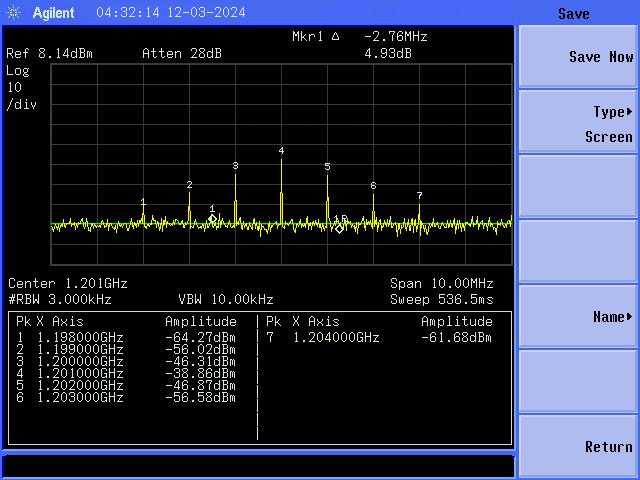 Agilent 04:32:14 12-03-2024 Save
Mkr1 Δ -2.76MHz
Ref 8.14dBm Atten 28dB 4.93dB
Save Now
Log
10
/div
Type
Screen
4
3
5
2
6
7
1
1
1R
Center 1.201GHz Span 10.00MHz
#RBW 3.000kHz VBW 10.00kHz Sweep 536.5ms
Name
Pk X Axis Amplitude Pk X Axis Amplitude
1 1.198000GHz -64.27dBm 7 1.204000GHz -61.68dBm
2 1.199000GHz -56.02dBm
3 1.200000GHz -46.31dBm
4 1.201000GHz -38.86dBm
5 1.202000GHz -46.87dBm
6 1.203000GHz -56.58dBm
Return